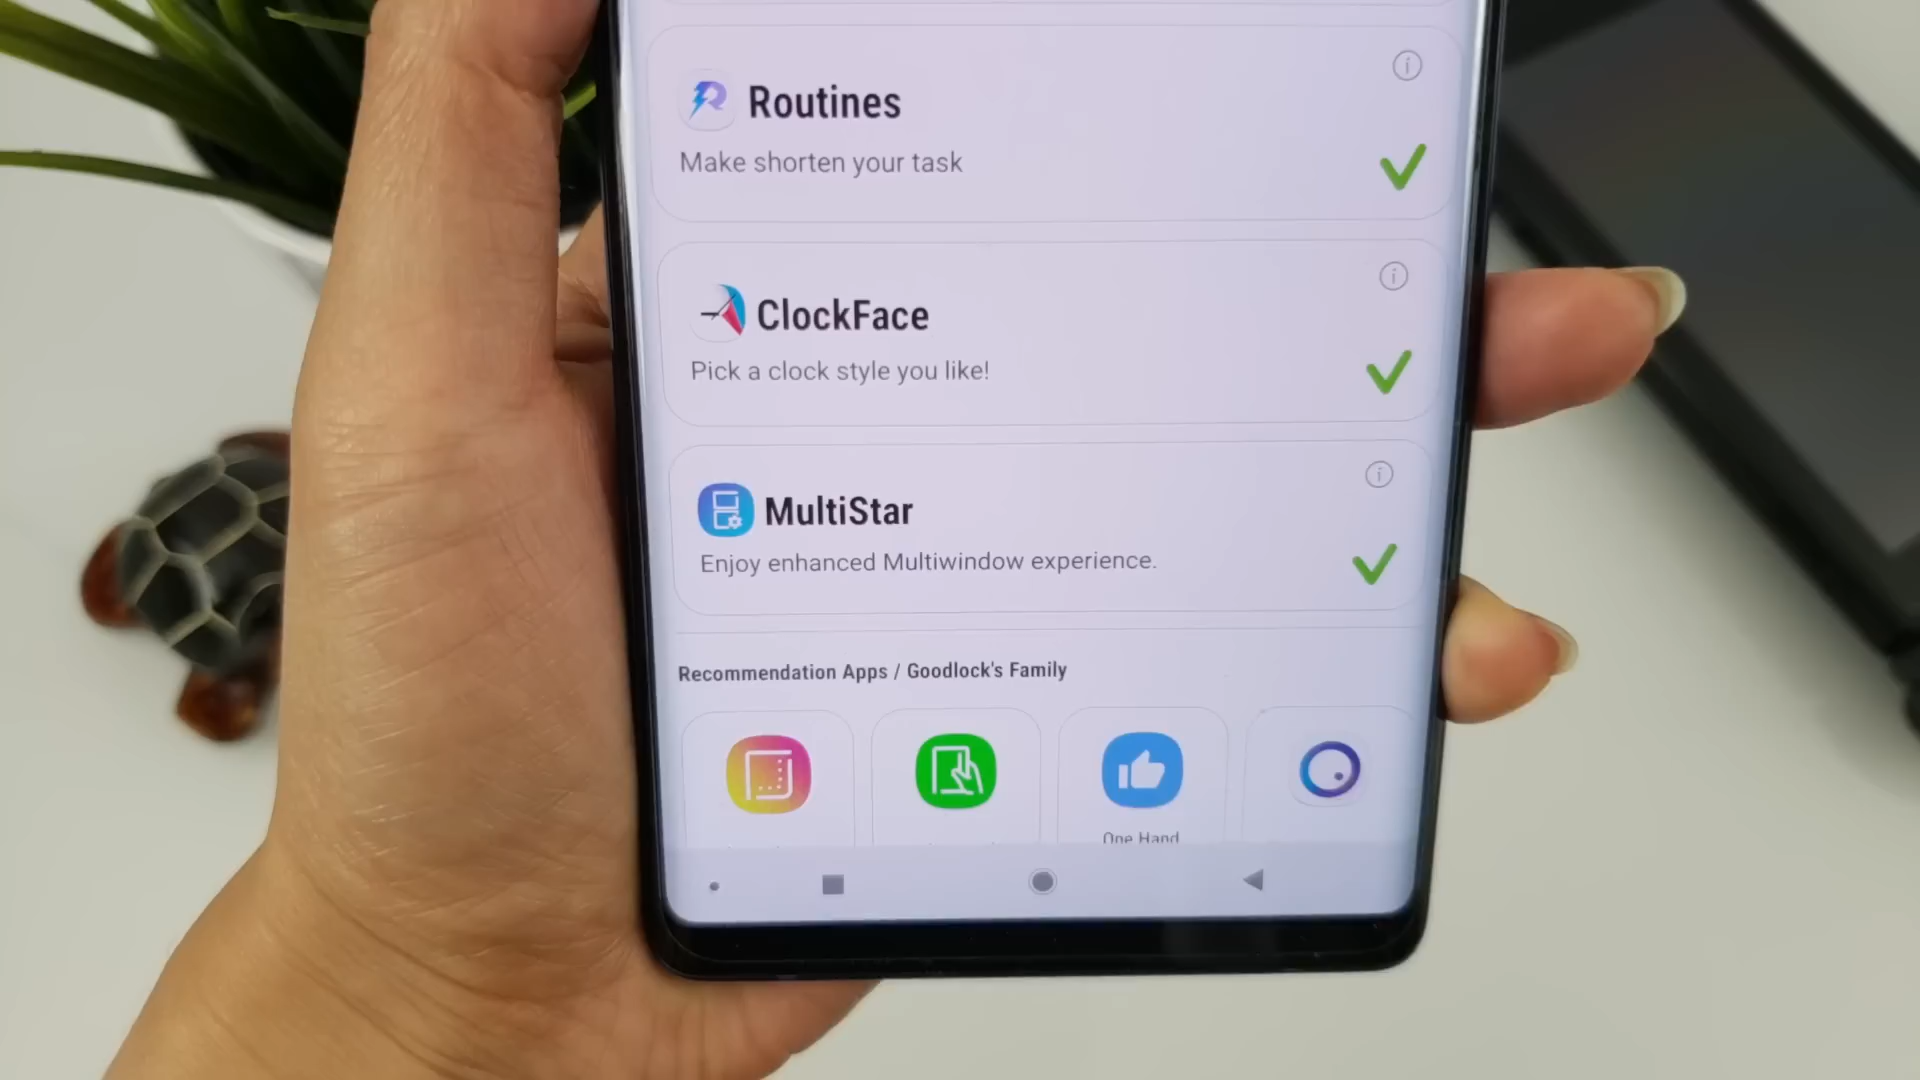 Routines
Make shorten your task
ClockFace
Pick a clock style you like!
MultiStar
Enjoy enhanced Multiwindow experience.
Recommendation Apps / Goodlock's Family
One Hand